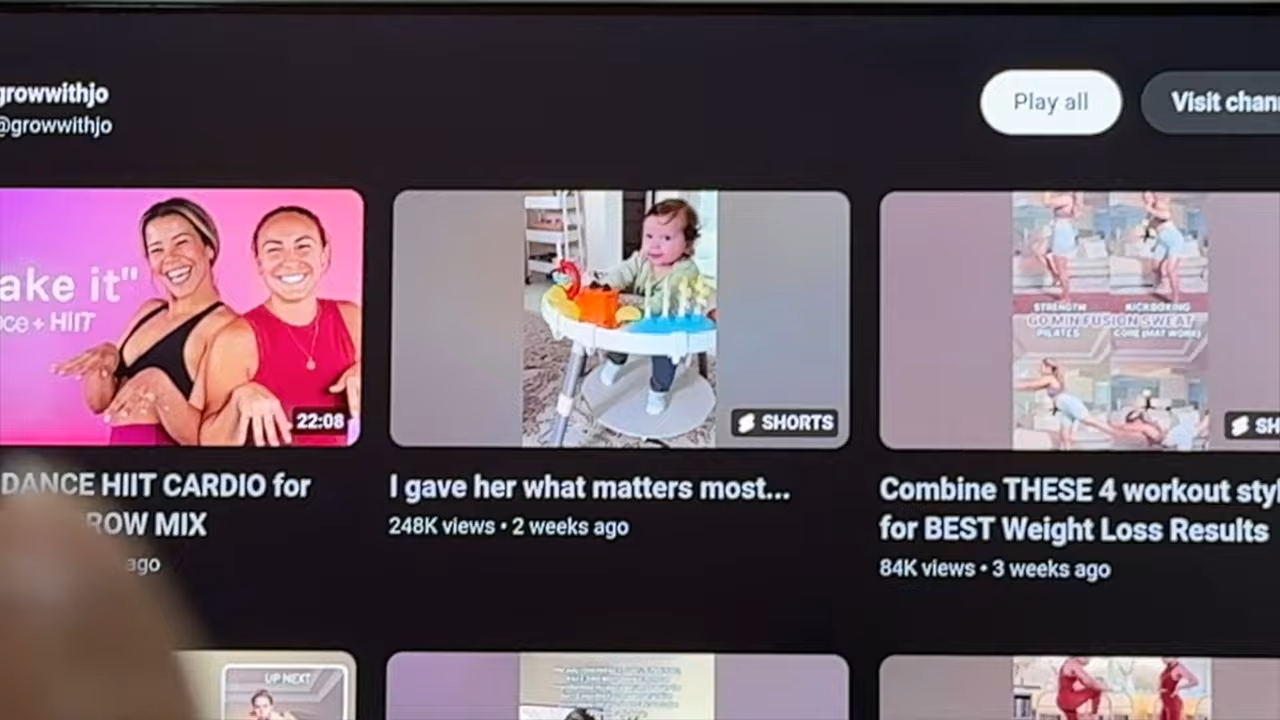 growwithjo
@growwithjo
Play all
Visit chan
ake it"
ce + HIIT
22:08
SHORTS
STRENGTH
KICKBOXING
MIN FUSION SWEAT
PILATES
CORE (MAT WORK)
SH
DANCE HIIT CARDIO for
ROW MIX
ago
I gave her what matters most...
248K views • 2 weeks ago
Combine THESE 4 workout styl
for BEST Weight Loss Results
84K views • 3 weeks ago
UP NEXT